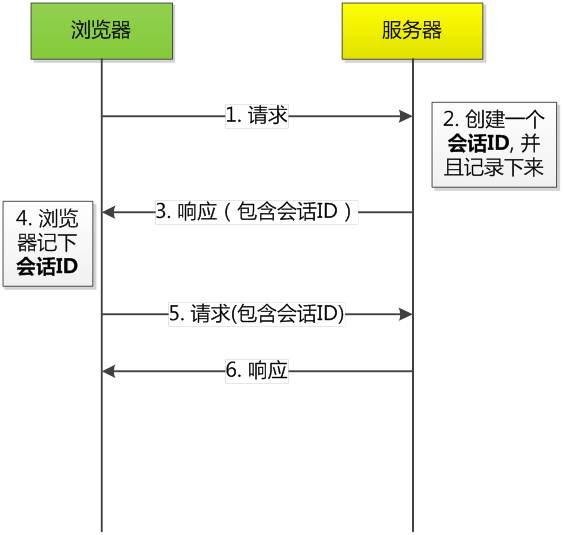 浏览器
服务器
1. 请求
2. 创建一个
会话ID, 并
且记录下来
3. 响应（包含会话ID）
4. 浏览
器记下
会话ID
5. 请求(包含会话ID)
6. 响应